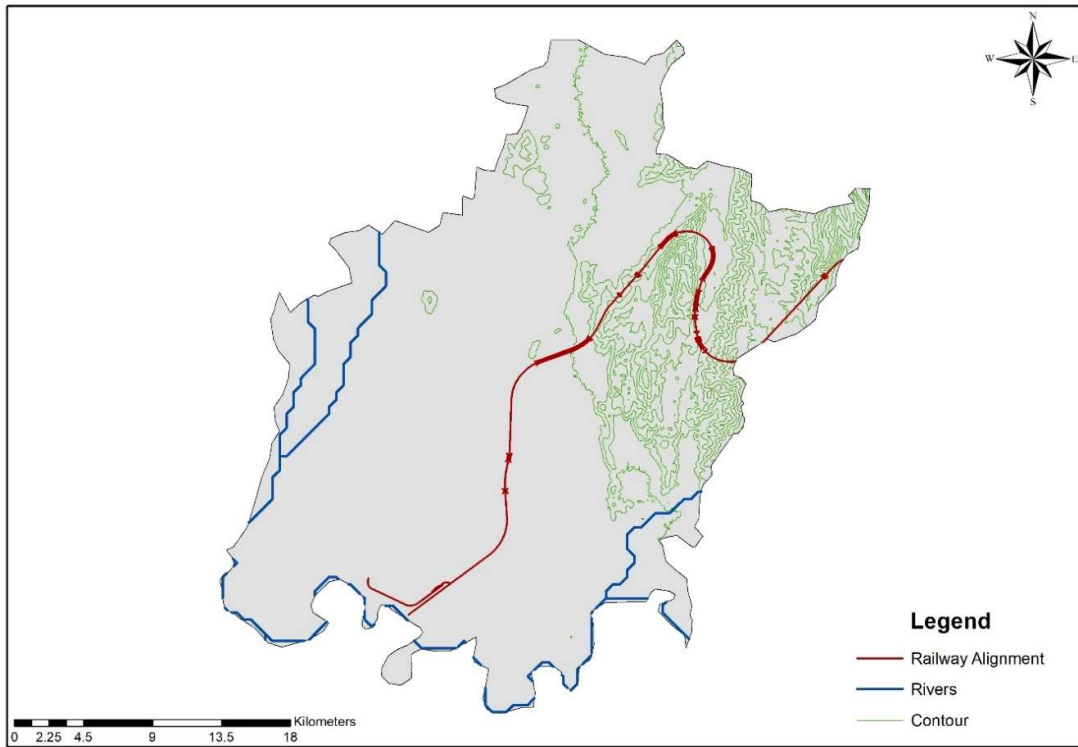 N
W E
S
Legend
Railway Alignment
Rivers
Contour
Kilometers
0 2.25 4.5 9 13.5 18